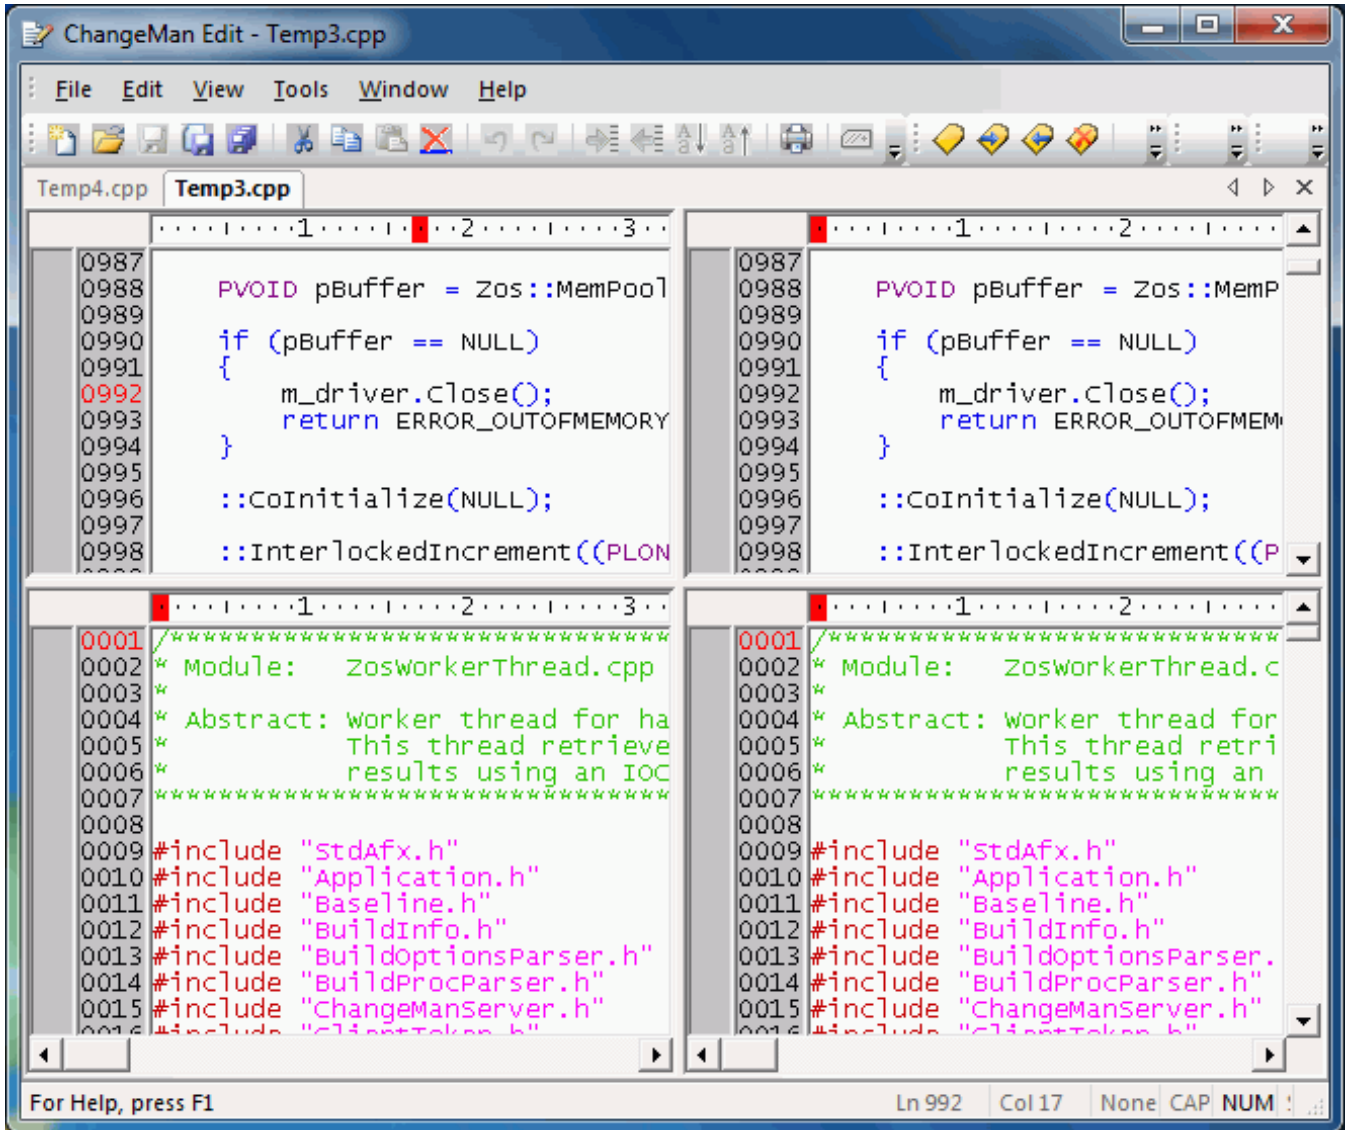 ChangeMan Edit - Temp3.cpp
File Edit View Tools Window Help
Temp4.cpp Temp3.cpp
····ı····1····ı····2····ı····3··
····ı····1····ı····2····ı····
0987
0988 PVOID pBuffer = Zos::MemPool
0989
0990 if (pBuffer == NULL)
0991 {
0992 m_driver.Close();
0993 return ERROR_OUTOFMEMORY
0994 }
0995
0996 ::CoInitialize(NULL);
0997
0998 ::InterlockedIncrement((PLON
0987
0988 PVOID pBuffer = Zos::MemP
0989
0990 if (pBuffer == NULL)
0991 {
0992 m_driver.Close();
0993 return ERROR_OUTOFMEM
0994 }
0995
0996 ::CoInitialize(NULL);
0997
0998 ::InterlockedIncrement((P
····ı····1····ı····2····ı····3··
····ı····1····ı····2····ı····
0001 /********************************
0002 * Module: ZosWorkerThread.cpp
0003 *
0004 * Abstract: Worker thread for ha
0005 * This thread retrieve
0006 * results using an IOC
0007 *********************************
0008
0009 #include "StdAfx.h"
0010 #include "Application.h"
0011 #include "Baseline.h"
0012 #include "BuildInfo.h"
0013 #include "BuildOptionsParser.h"
0014 #include "BuildProcParser.h"
0015 #include "ChangeManServer.h"
0016 #include "ClientToken.h"
0001 /****************************
0002 * Module: ZosWorkerThread.c
0003 *
0004 * Abstract: Worker thread for
0005 * This thread retri
0006 * results using an
0007 *****************************
0008
0009 #include "StdAfx.h"
0010 #include "Application.h"
0011 #include "Baseline.h"
0012 #include "BuildInfo.h"
0013 #include "BuildOptionsParser.
0014 #include "BuildProcParser.h"
0015 #include "ChangeManServer.h"
0016 #include "ClientToken.h"
For Help, press F1 Ln 992 Col 17 None CAP NUM